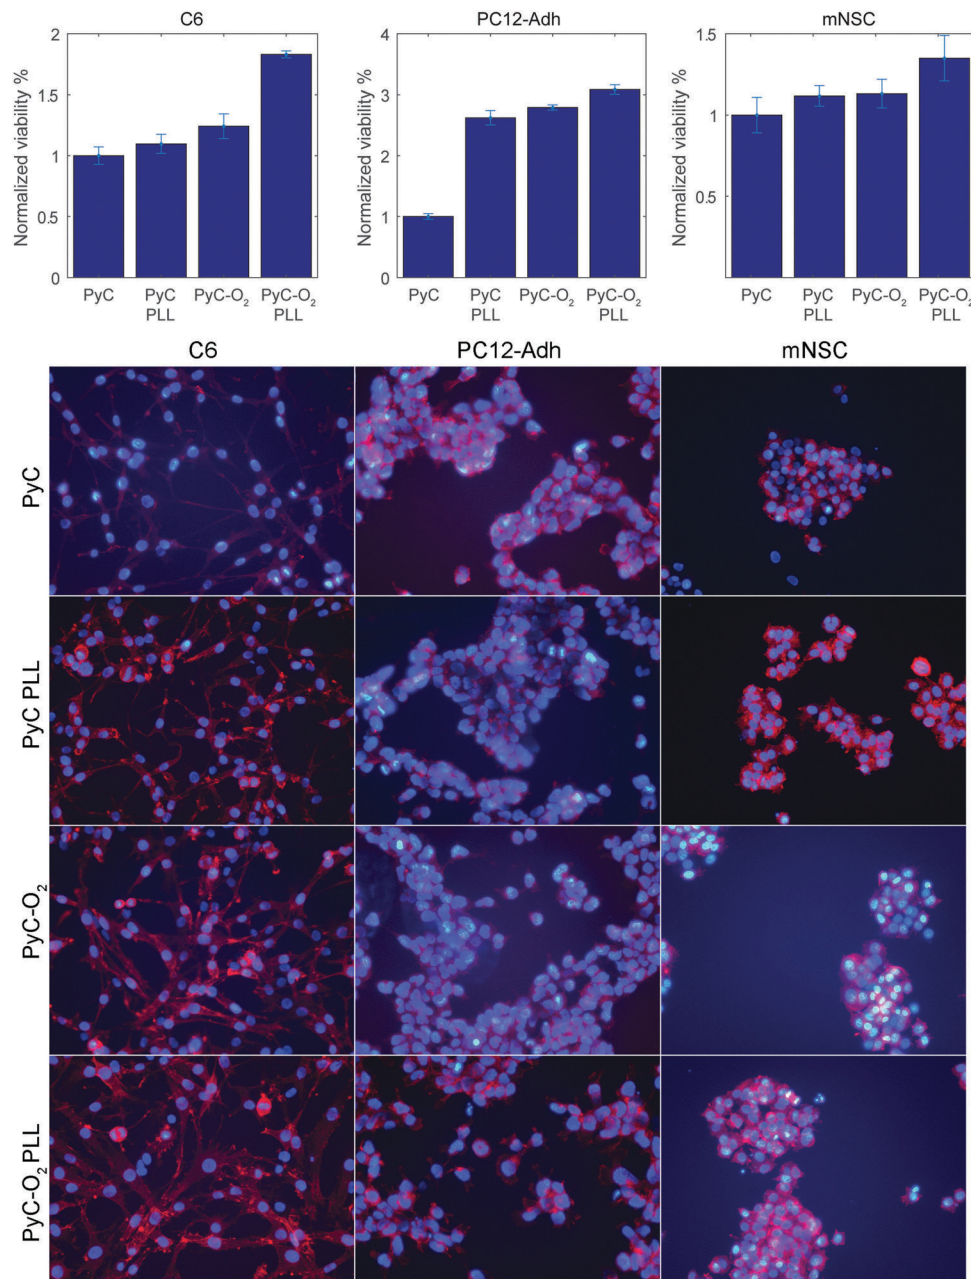 C6
PC12-Adh
mNSC
Normalized viability %
2
1.5
1
0.5
0
PyC
PyC PLL
PyC-O₂
PyC-O₂ PLL
Normalized viability %
4
3
2
1
0
PyC
PyC PLL
PyC-O₂
PyC-O₂ PLL
Normalized viability %
1.5
1
0.5
PyC
PyC PLL
PyC-O₂
PyC-O₂ PLL
C6
PC12-Adh
mNSC
PyC
PyC PLL
PyC-O₂
PyC-O₂ PLL